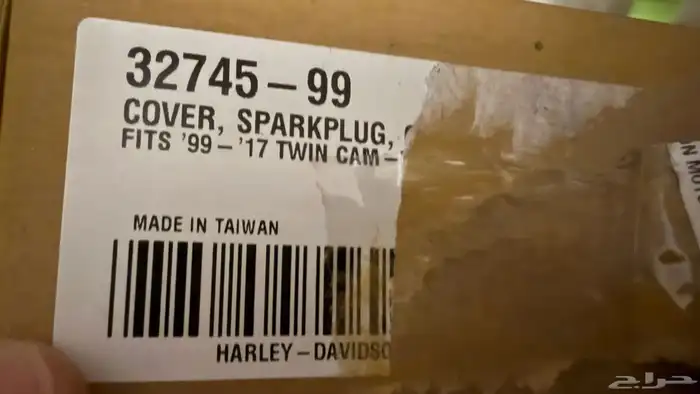 32745-99
COVER, SPARKPLUG,
FITS '99-'17 TWIN CAM-
MADE IN TAIWAN
HARLEY-DAVIDSO
حراج